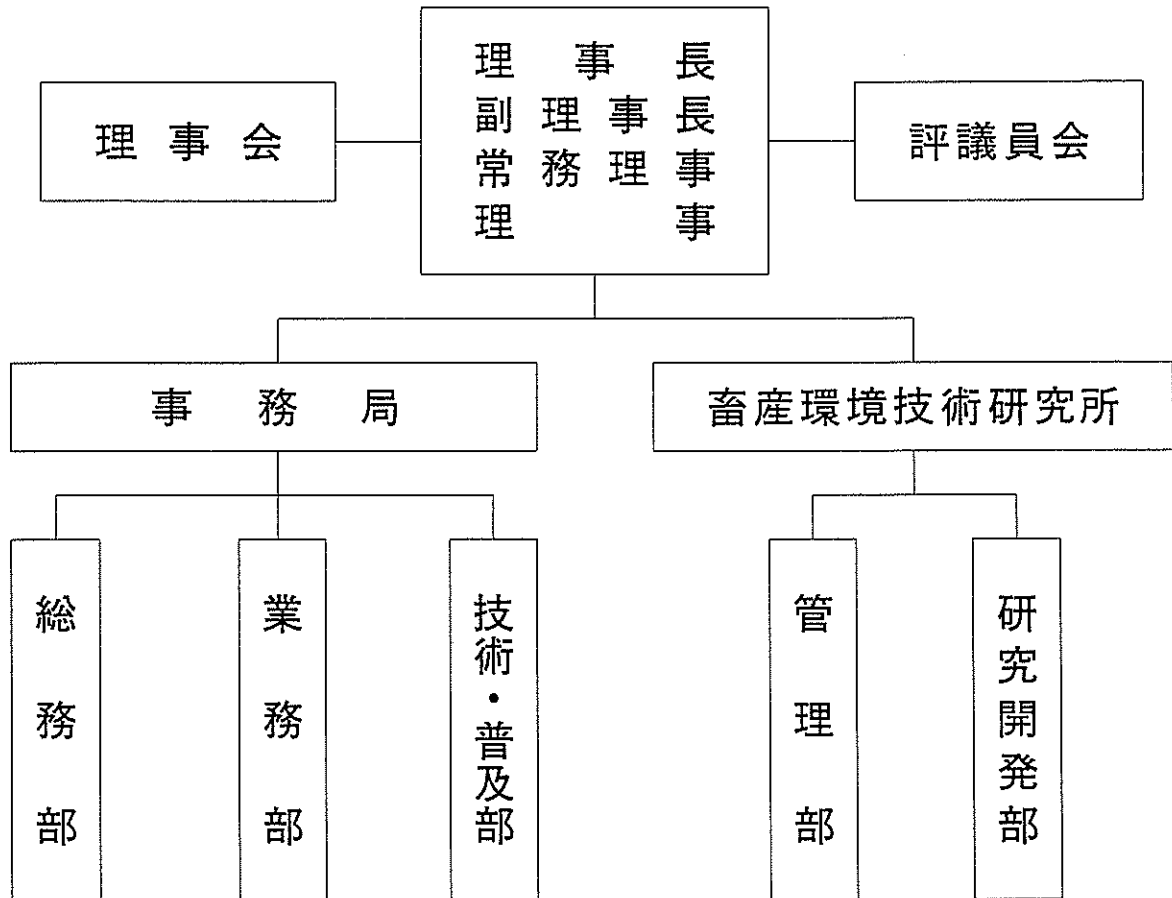 理事長
副理事長
常務理事
理事
理事会
評議員会
事務局
畜産環境技術研究所
総務部
業務部
技術・普及部
管理部
研究開発部